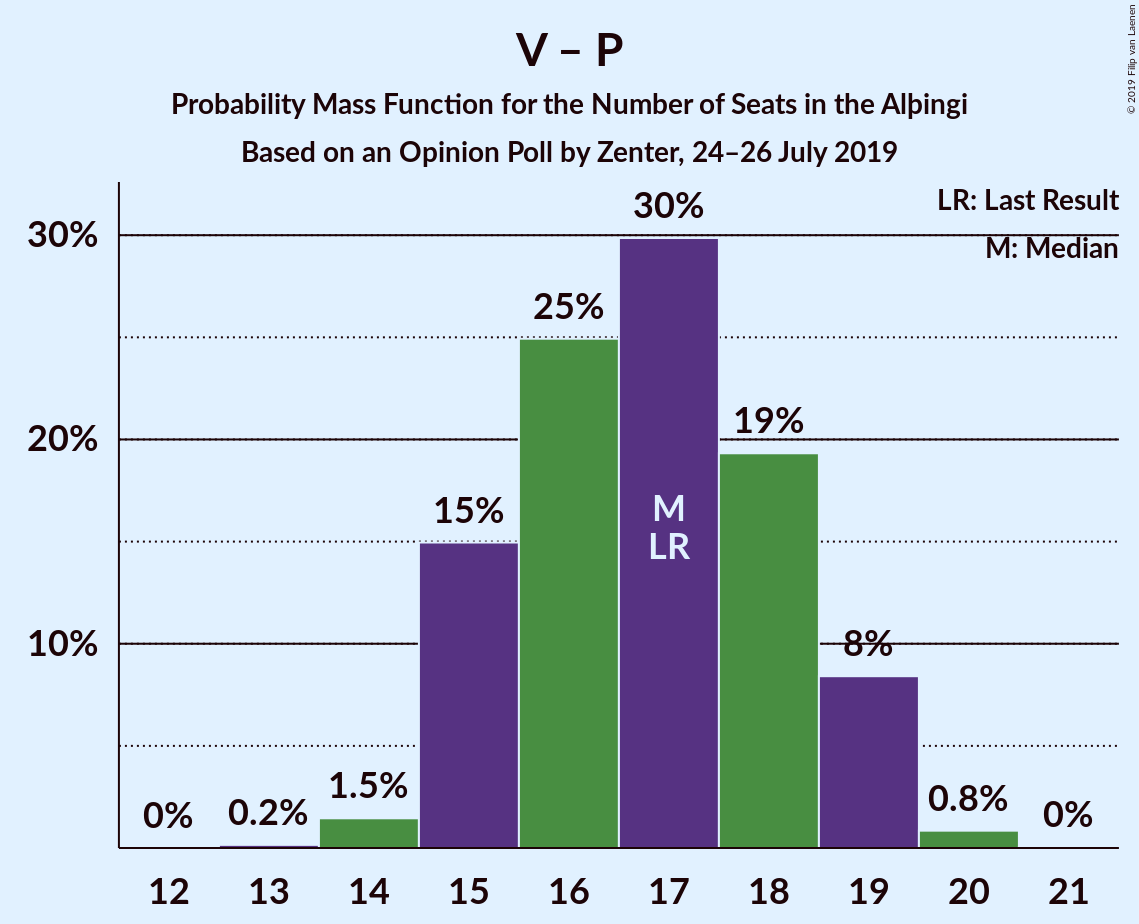 V – P
Probability Mass Function for the Number of Seats in the Alþingi
Based on an Opinion Poll by Zenter, 24–26 July 2019
© 2019 Filip van Laenen
LR: Last Result
M: Median
30%
20%
10%
0%
0.2%
1.5%
15%
25%
30%
19%
8%
0.8%
0%
M
LR
12 13 14 15 16 17 18 19 20 21